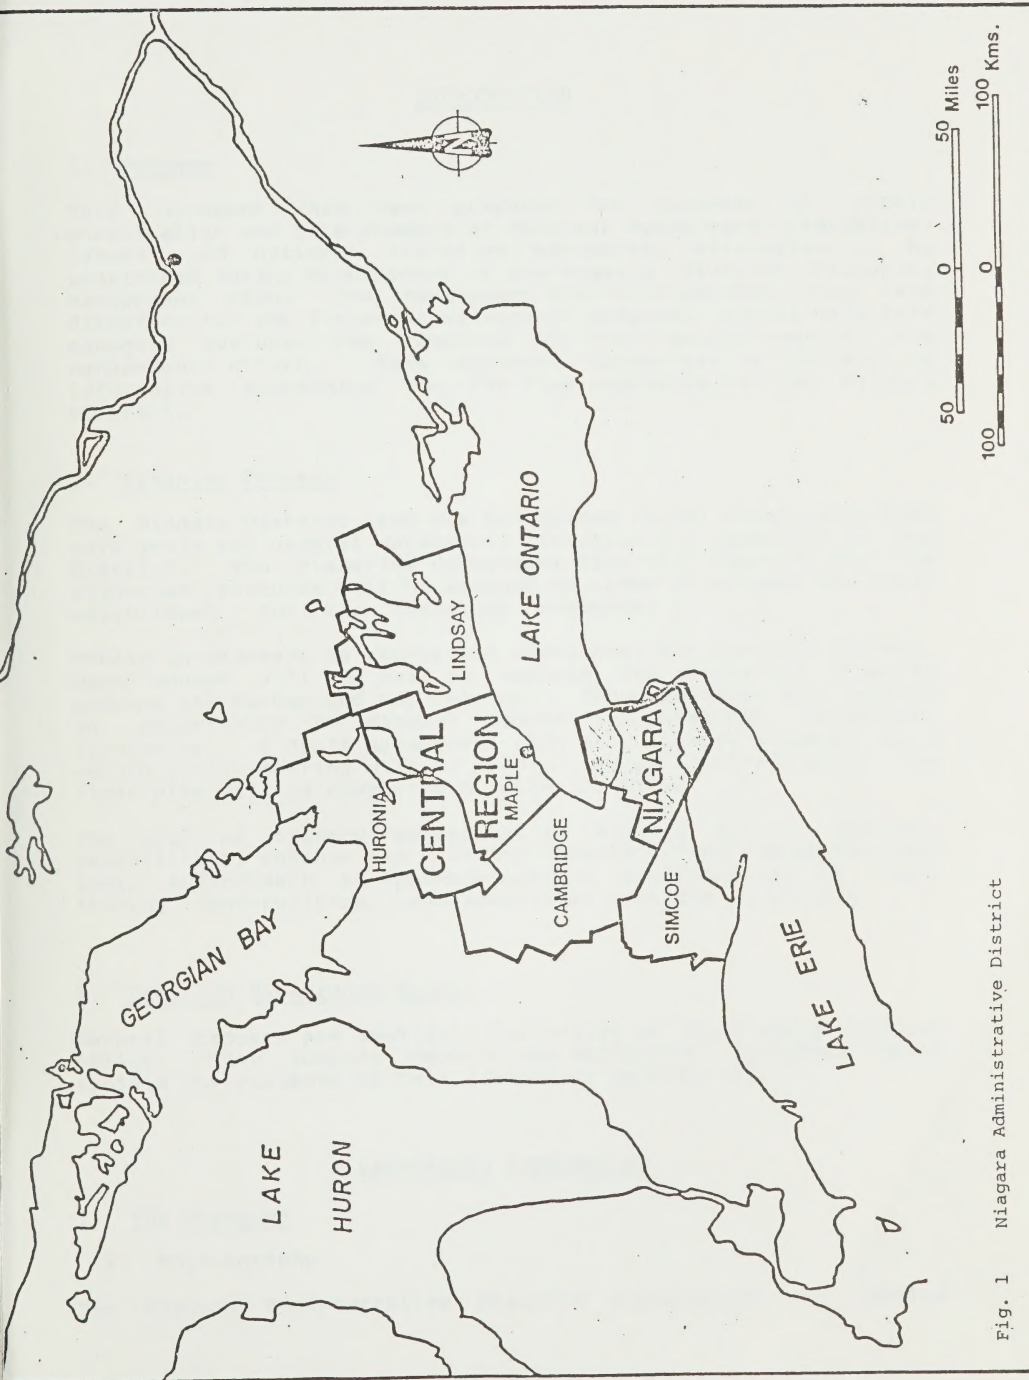 GEORGIAN BAY
LAKE
HURON
HURONIA
CENTRAL
REGION
MAPLE
LINDSAY
LAKE ONTARIO
CAMBRIDGE
NIAGARA
SIMCOE
LAKE ERIE
N
50 0 50 Miles
100 0 100 Kms.
Fig. 1 Niagara Administrative District